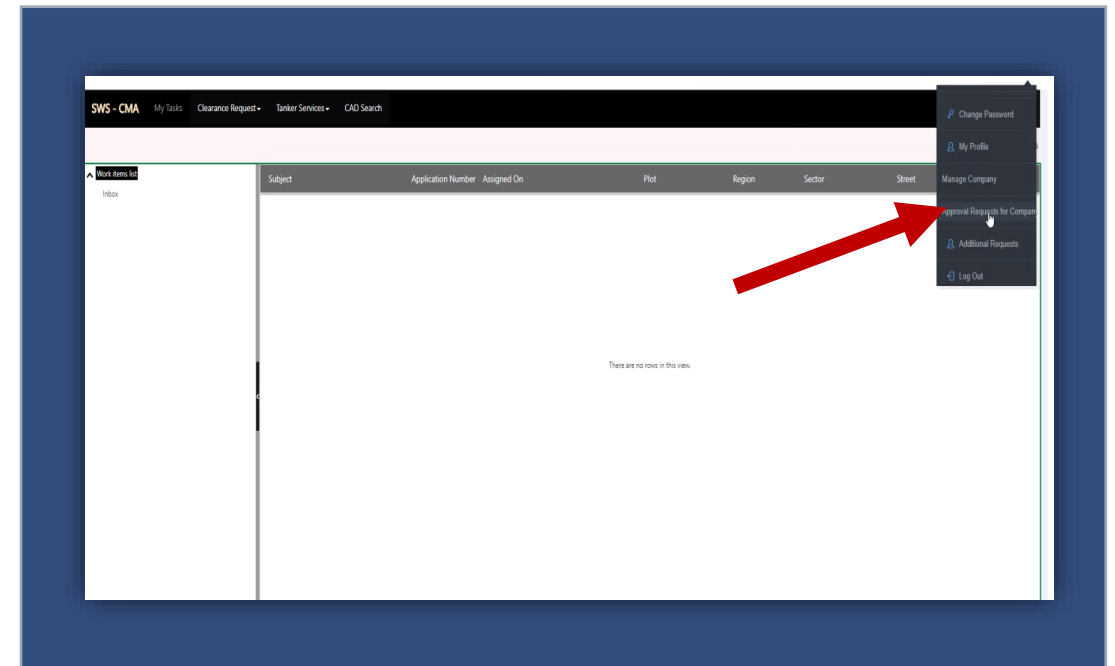 SWS - CMA My Tasks Clearance Request Tanker Services CAD Search
Change Password
My Profile
Manage Company
Approval Requests for Company
Additional Requests
Log Out
Work items list
Inbox
Subject Application Number Assigned On Plot Region Sector Street
There are no rows in this view.